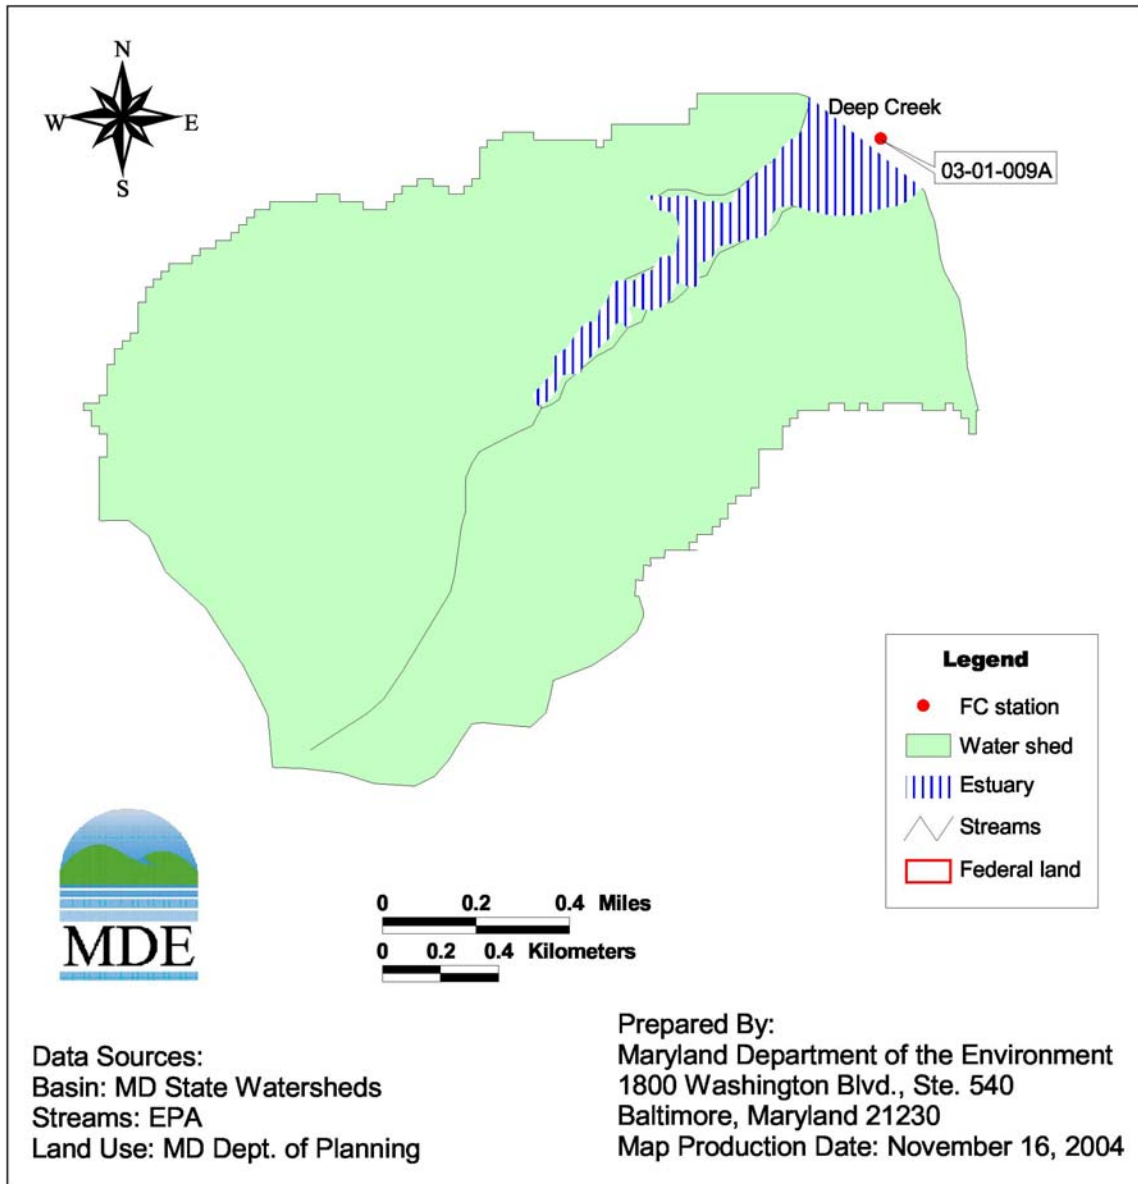 N
W E
S
Deep Creek
03-01-009A
Legend
FC station
Water shed
Estuary
Streams
Federal land
MDE
0 0.2 0.4 Miles
0 0.2 0.4 Kilometers
Data Sources:
Basin: MD State Watersheds
Streams: EPA
Land Use: MD Dept. of Planning
Prepared By:
Maryland Department of the Environment
1800 Washington Blvd., Ste. 540
Baltimore, Maryland 21230
Map Production Date: November 16, 2004